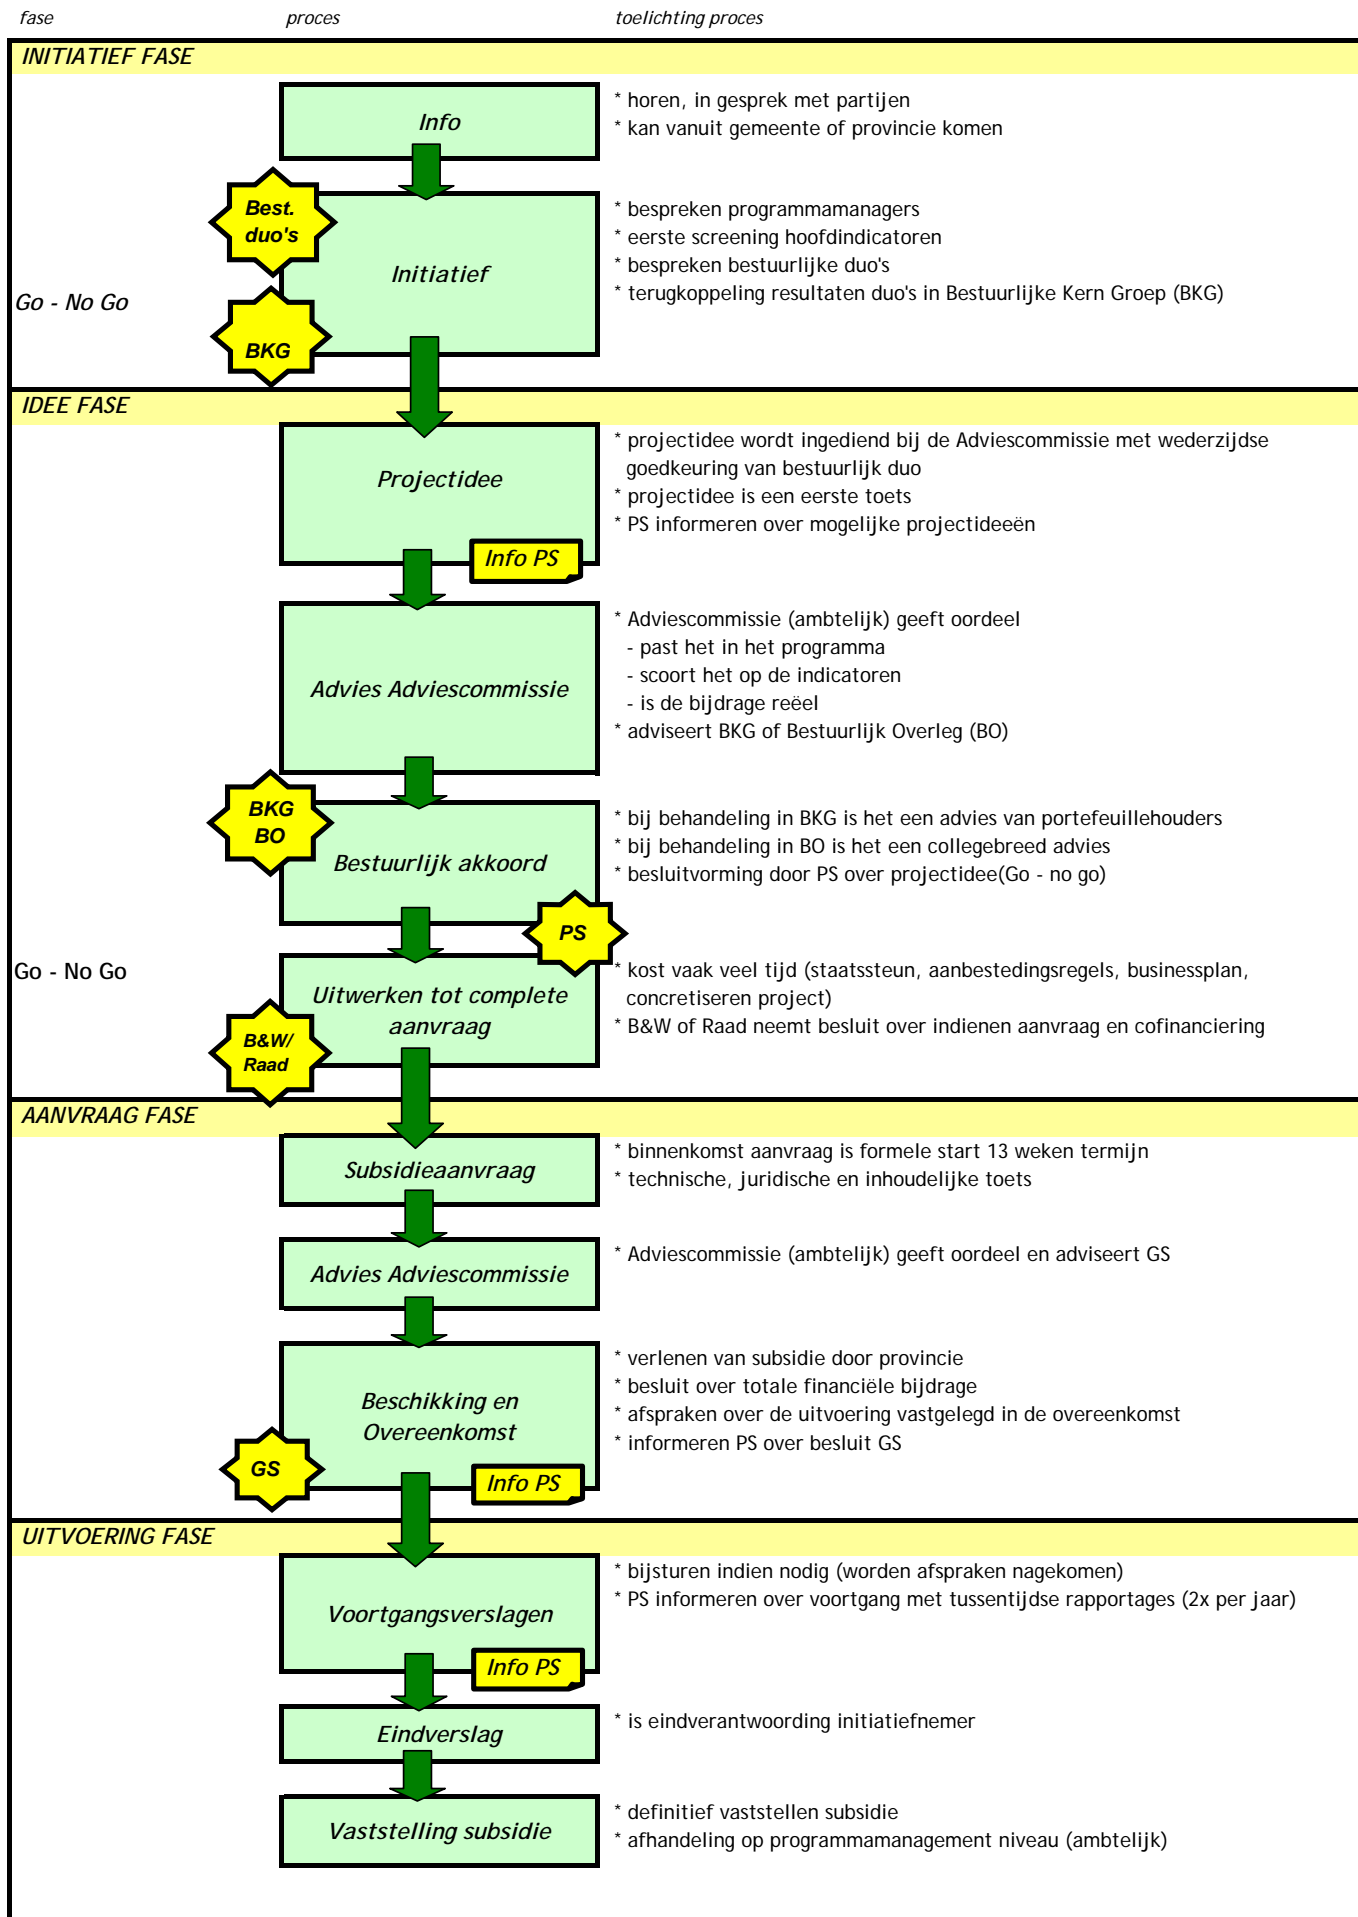 fase proces toelichting proces
INITIATIEF FASE
Info
* horen, in gesprek met partijen
* kan vanuit gemeente of provincie komen
Best.
duo's
Initiatief
Go - No Go
BKG
* bespreken programmamanagers
* eerste screening hoofdindicatoren
* bespreken bestuurlijke duo's
* terugkoppeling resultaten duo's in Bestuurlijke Kern Groep (BKG)
IDEE FASE
Projectidee
Info PS
* projectidee wordt ingediend bij de Adviescommissie met wederzijdse
goedkeuring van bestuurlijk duo
* projectidee is een eerste toets
* PS informeren over mogelijke projectideeën
Advies Adviescommissie
* Adviescommissie (ambtelijk) geeft oordeel
- past het in het programma
- scoort het op de indicatoren
- is de bijdrage reëel
* adviseert BKG of Bestuurlijk Overleg (BO)
BKG
BO
Bestuurlijk akkoord
PS
* bij behandeling in BKG is het een advies van portefeuillehouders
* bij behandeling in BO is het een collegebreed advies
* besluitvorming door PS over projectidee(Go - no go)
Go - No Go
Uitwerken tot complete
aanvraag
B&W/
Raad
* kost vaak veel tijd (staatssteun, aanbestedingsregels, businessplan,
concretiseren project)
* B&W of Raad neemt besluit over indienen aanvraag en cofinanciering
AANVRAAG FASE
Subsidieaanvraag
* binnenkomst aanvraag is formele start 13 weken termijn
* technische, juridische en inhoudelijke toets
Advies Adviescommissie
* Adviescommissie (ambtelijk) geeft oordeel en adviseert GS
Beschikking en
Overeenkomst
GS
Info PS
* verlenen van subsidie door provincie
* besluit over totale financiële bijdrage
* afspraken over de uitvoering vastgelegd in de overeenkomst
* informeren PS over besluit GS
UITVOERING FASE
Voortgangsverslagen
Info PS
* bijsturen indien nodig (worden afspraken nagekomen)
* PS informeren over voortgang met tussentijdse rapportages (2x per jaar)
Eindverslag
* is eindverantwoording initiatiefnemer
Vaststelling subsidie
* definitief vaststellen subsidie
* afhandeling op programmamanagement niveau (ambtelijk)